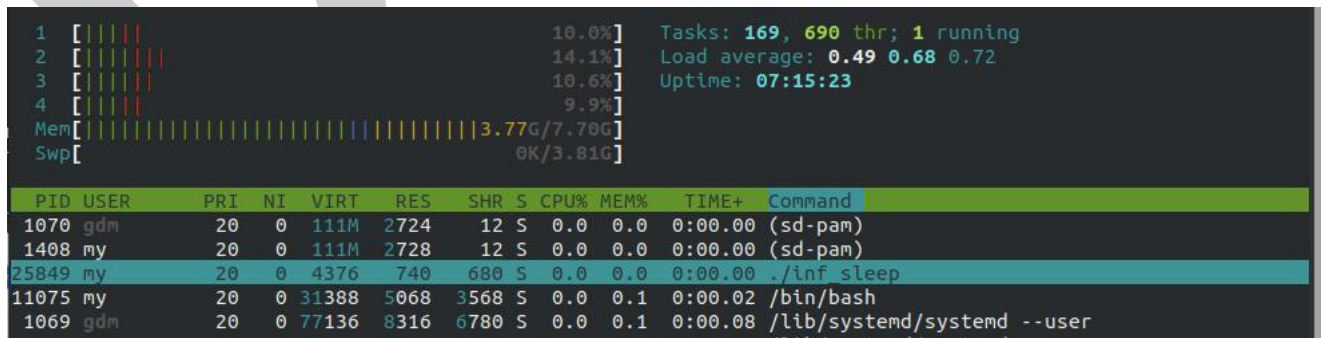 1 [||||| 10.0%] Tasks: 169, 690 thr; 1 running
2 [||||||| 14.1%] Load average: 0.49 0.68 0.72
3 [|||||| 10.6%] Uptime: 07:15:23
4 [||||| 9.9%]
Mem[|||||||||||||||||||||||||||||||||||3.77G/7.70G]
Swp[ 0K/3.81G]
PID USER PRI NI VIRT RES SHR S CPU% MEM% TIME+ Command
1070 gdm 20 0 111M 2724 12 S 0.0 0.0 0:00.00 (sd-pam)
1408 my 20 0 111M 2728 12 S 0.0 0.0 0:00.00 (sd-pam)
25849 my 20 0 4376 740 680 S 0.0 0.0 0:00.00 ./inf_sleep
11075 my 20 0 31388 5068 3568 S 0.0 0.1 0:00.02 /bin/bash
1069 gdm 20 0 77136 8316 6780 S 0.0 0.1 0:00.08 /lib/systemd/systemd --user